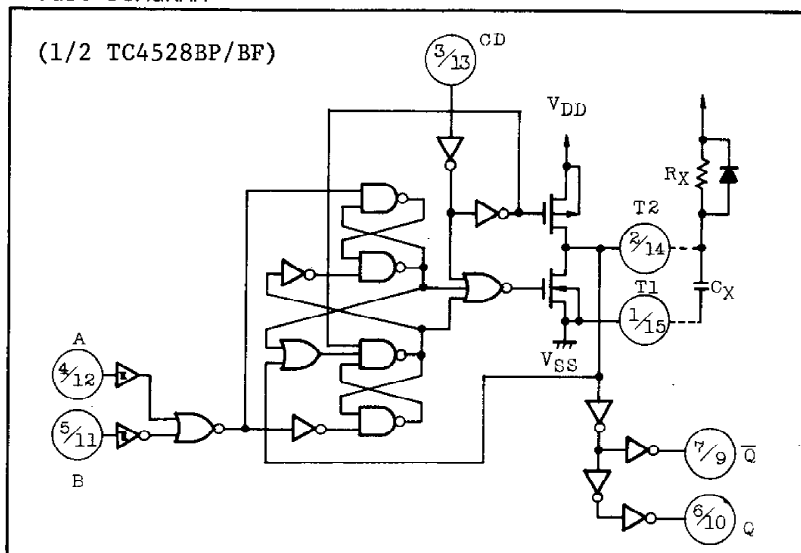 (1/2 TC4528BP/BF)
3/13
CD
VDD
RX
T2
2/14
CX
T1
1/15
VSS
A
4/12
5/11
B
7/9
Q̅
6/10
Q